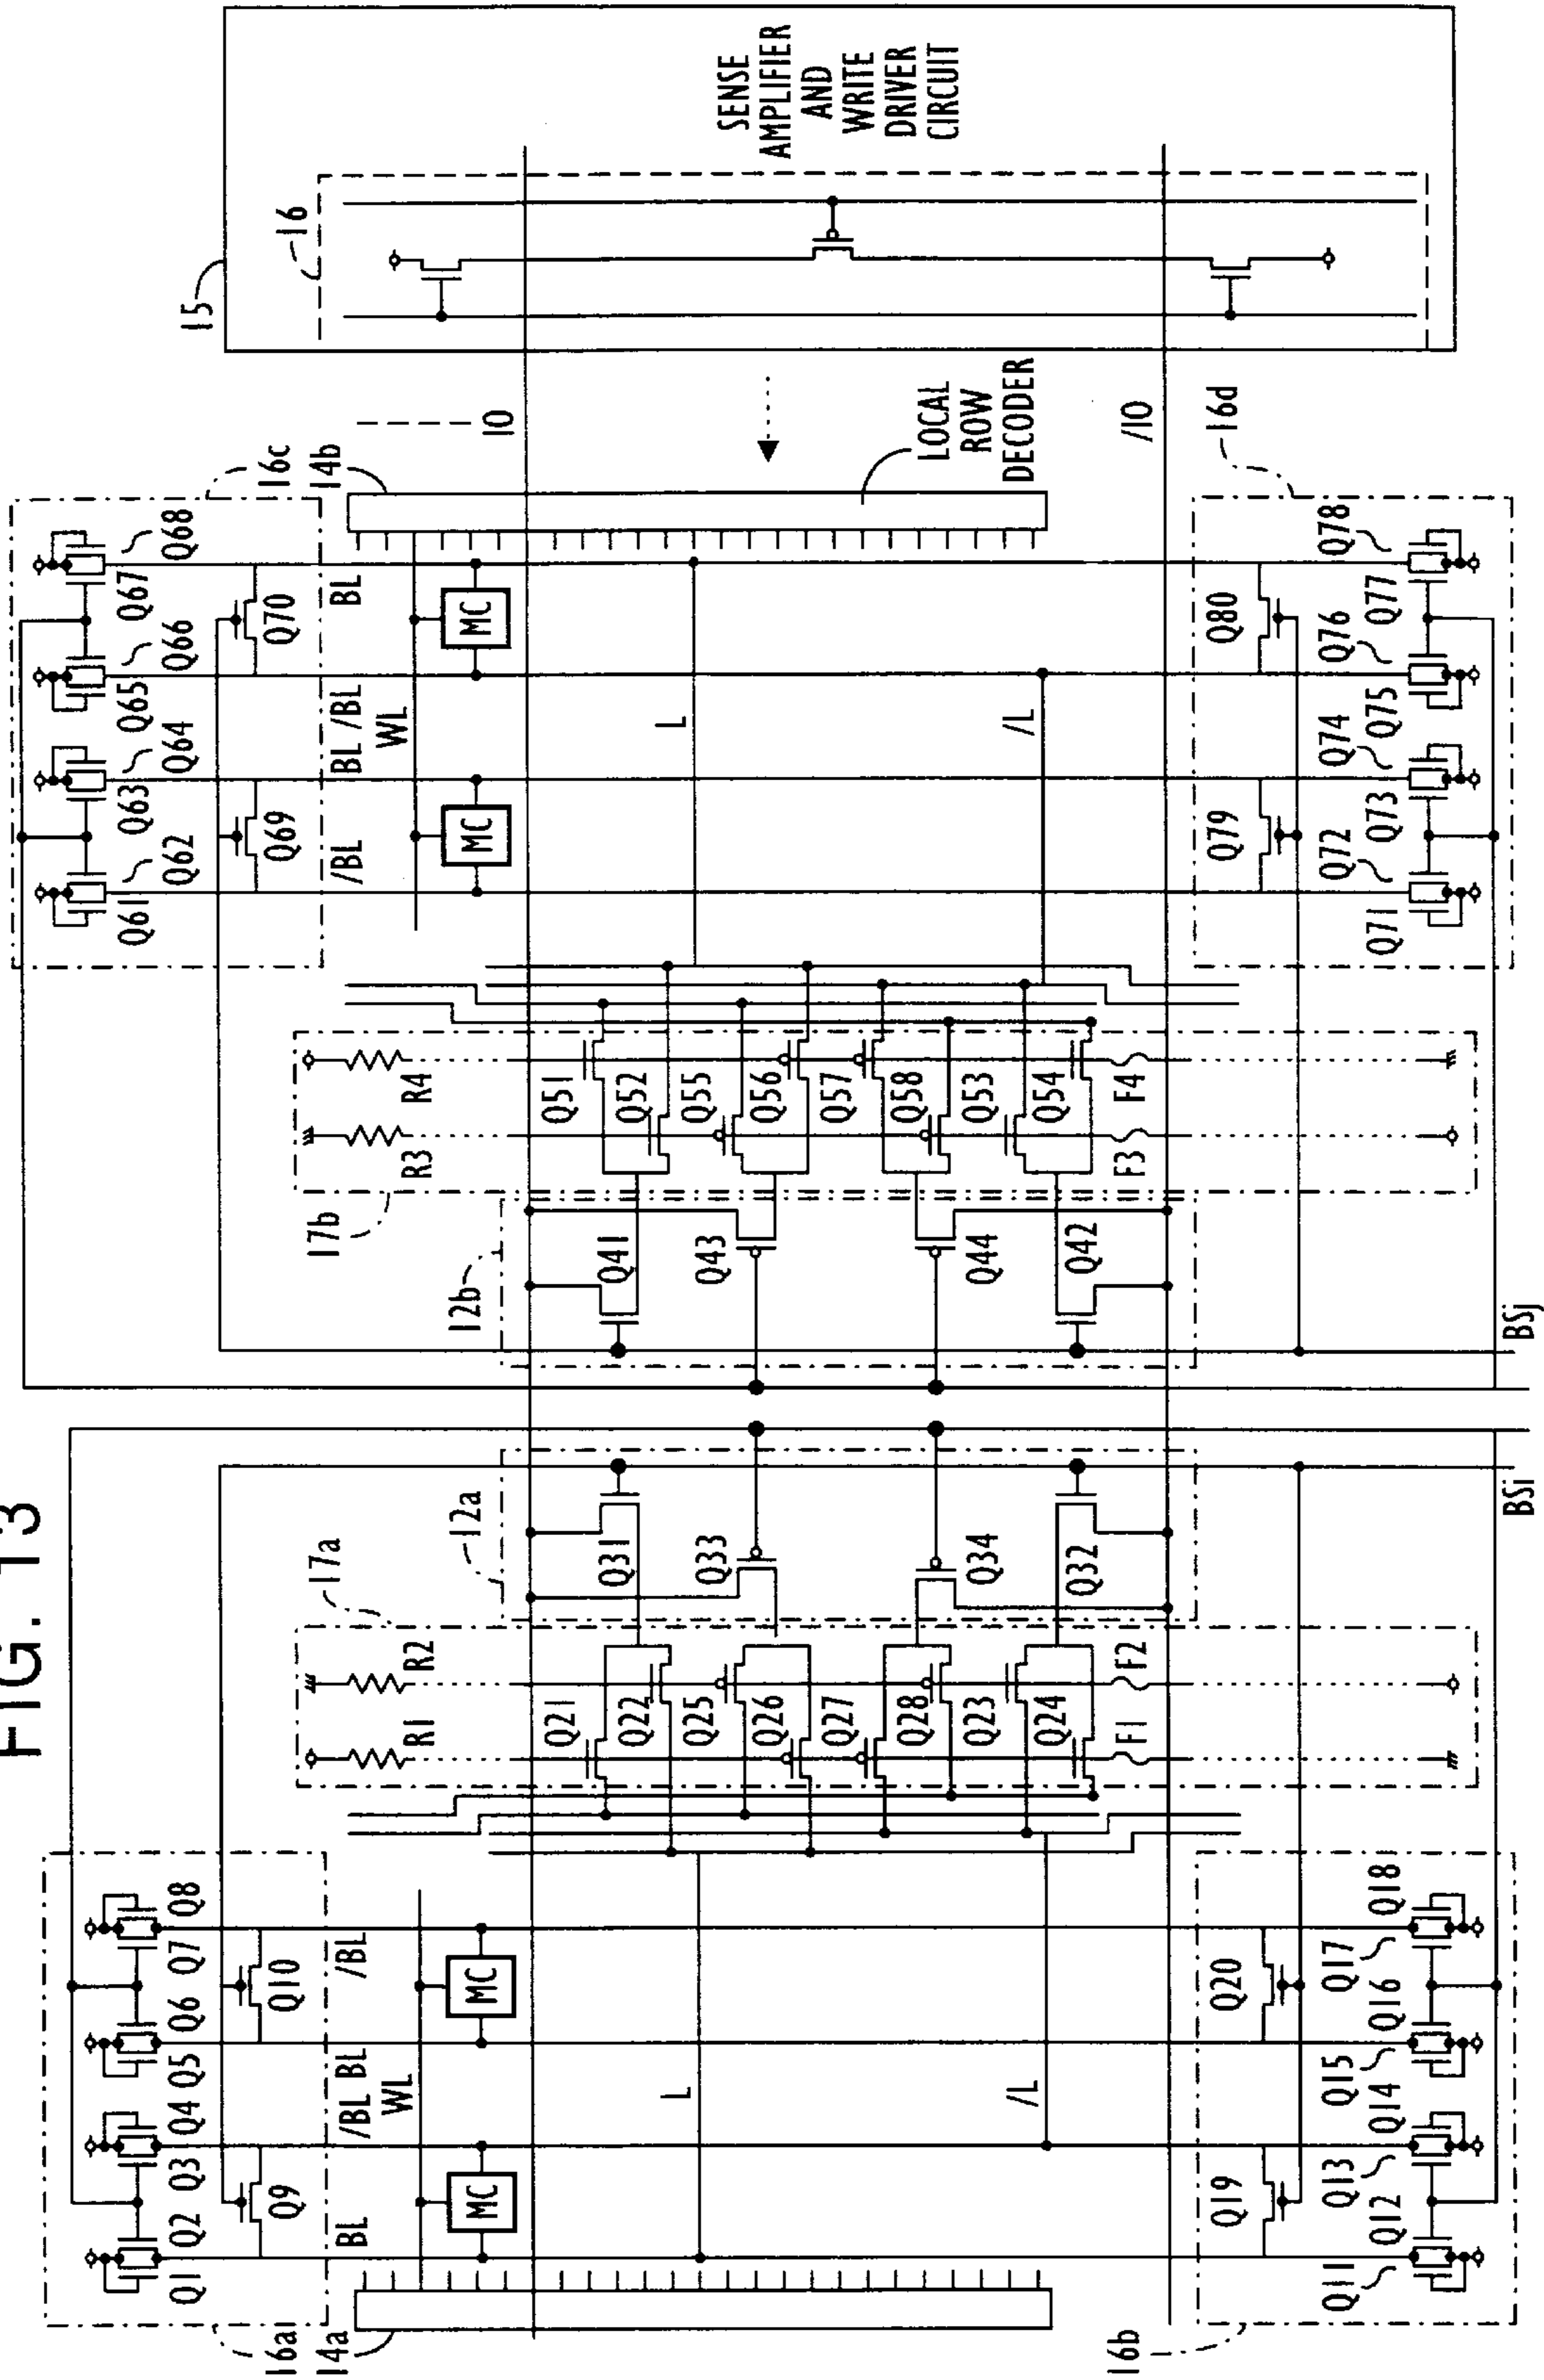 FIG. 13
16a
14a
Q1
Q2
Q3
Q4
Q5
Q6
Q7
Q8
Q9
Q10
BL
/BL
BL
/BL
WL
MC
MC
L
/L
16b
Q11
Q12
Q13
Q14
Q15
Q16
Q17
Q18
Q19
Q20
17a
R1
R2
Q21
Q22
Q25
Q26
Q27
Q28
Q23
Q24
F1
F2
12a
Q31
Q33
Q34
Q32
BSi
BSj
12b
Q41
Q43
Q44
Q42
17b
R3
R4
Q51
Q52
Q55
Q56
Q57
Q58
Q53
Q54
F3
F4
16c
14b
Q61
Q62
Q63
Q64
Q65
Q66
Q67
Q68
Q69
Q70
/BL
BL
/BL
BL
WL
MC
MC
L
/L
16d
Q71
Q72
Q73
Q74
Q75
Q76
Q77
Q78
Q79
Q80
LOCAL
ROW
DECODER
IO
/IO
15
16
SENSE
AMPLIFIER
AND
WRITE
DRIVER
CIRCUIT